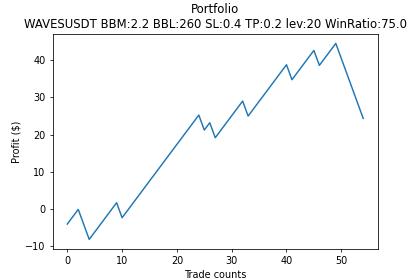 Portfolio
WAVESUSDT BBM:2.2 BBL:260 SL:0.4 TP:0.2 lev:20 WinRatio:75.0
40
30
20
10
0
−10
Profit ($)
0 10 20 30 40 50
Trade counts